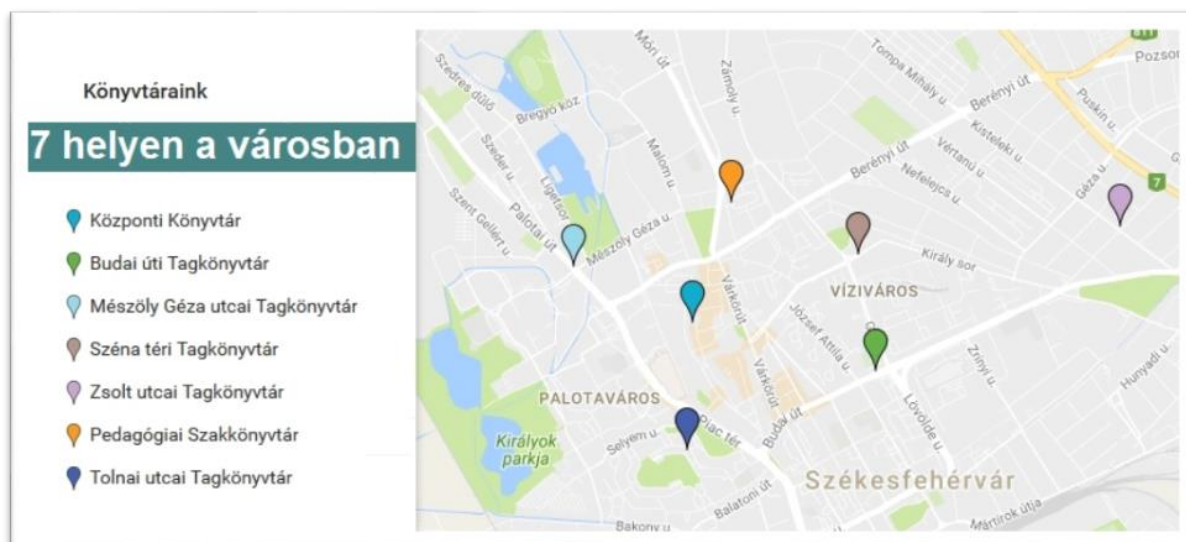 Könyvtáraink
7 helyen a városban
Központi Könyvtár
Budai úti Tagkönyvtár
Mészöly Géza utcai Tagkönyvtár
Széna téri Tagkönyvtár
Zsolt utcai Tagkönyvtár
Pedagógiai Szakkönyvtár
Tolnai utcai Tagkönyvtár
Szedres dűlő
Móri út
Zámoly u.
Tompa Mihály u.
Pozson
Berényi út
Puskin u.
Bregyó köz
Kisteleki u.
Szeder u.
Malom u.
Vértanú u.
Berényi út
Nefelejcs u.
Géza u.
7
Ligetsor
Szent Gellért u.
Palotai út
Mészöly Géza u.
Király sor
Várkörút
VÍZIVÁROS
József Attila u.
Zrínyi u.
Hunyadi u.
PALOTAVÁROS
Várkörút
Lövölde u.
Piac tér
Budai út
Selyem u.
Királyok
parkja
Székesfehérvár
Balatoni út
Mártírok útja
Bakony u.